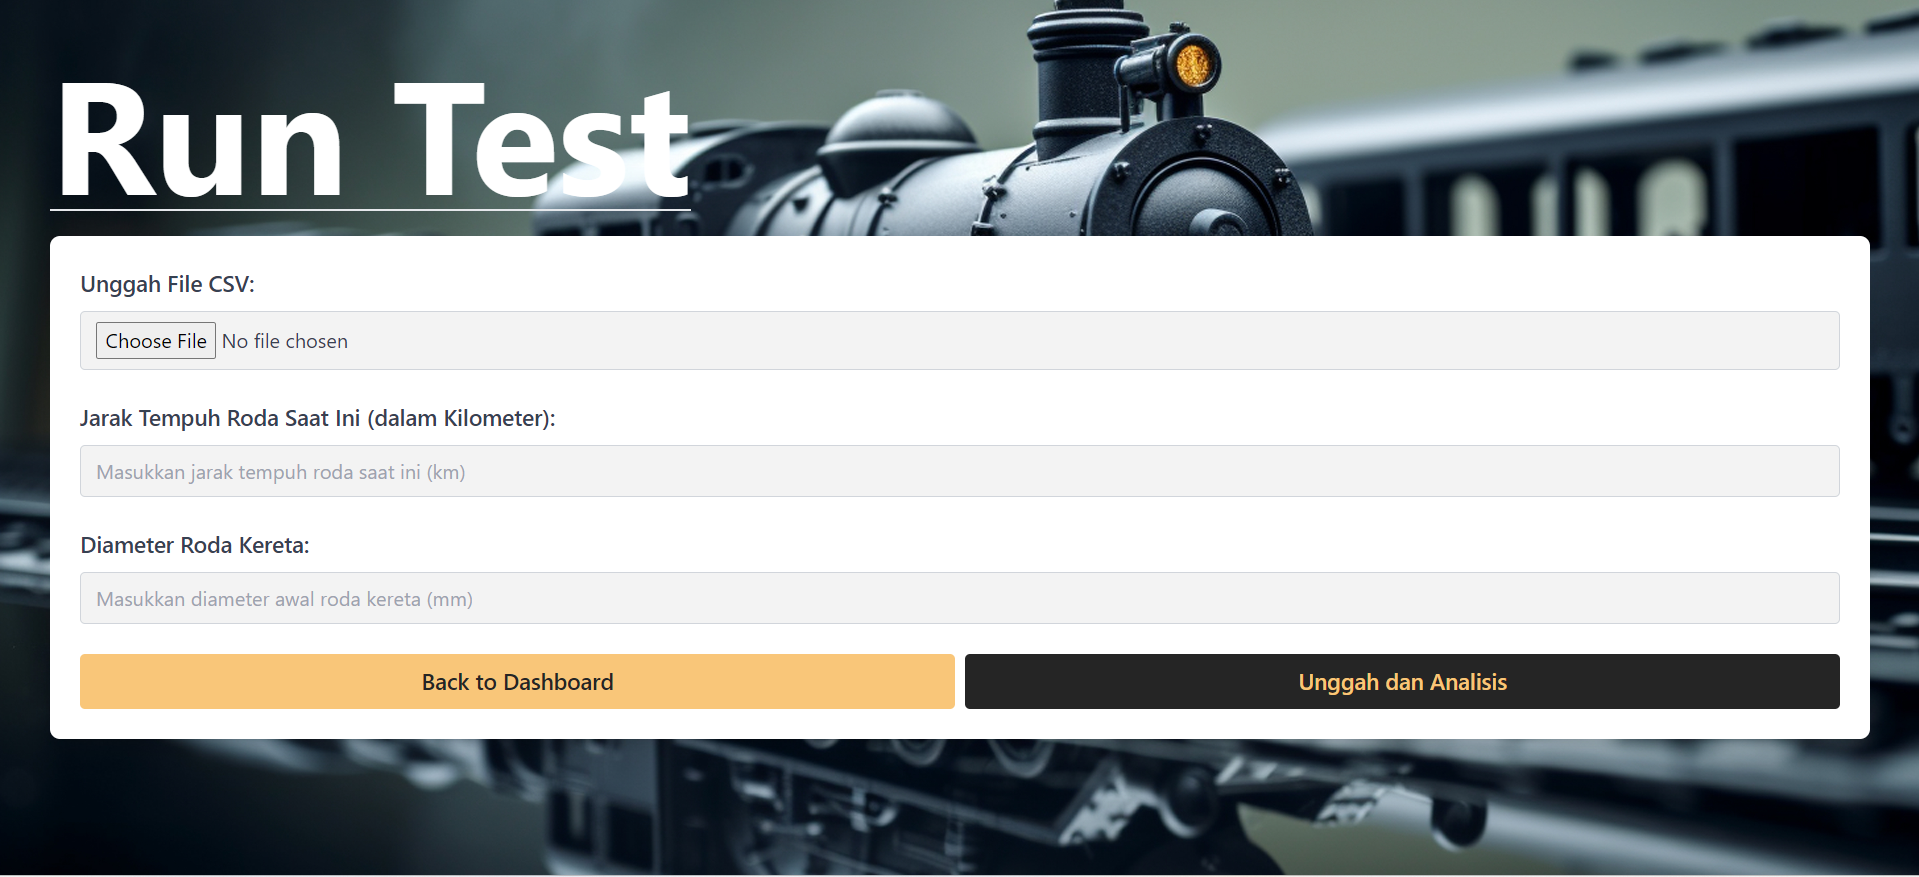 Run Test
Unggah File CSV:
Choose File No file chosen
Jarak Tempuh Roda Saat Ini (dalam Kilometer):
Masukkan jarak tempuh roda saat ini (km)
Diameter Roda Kereta:
Masukkan diameter awal roda kereta (mm)
Back to Dashboard
Unggah dan Analisis